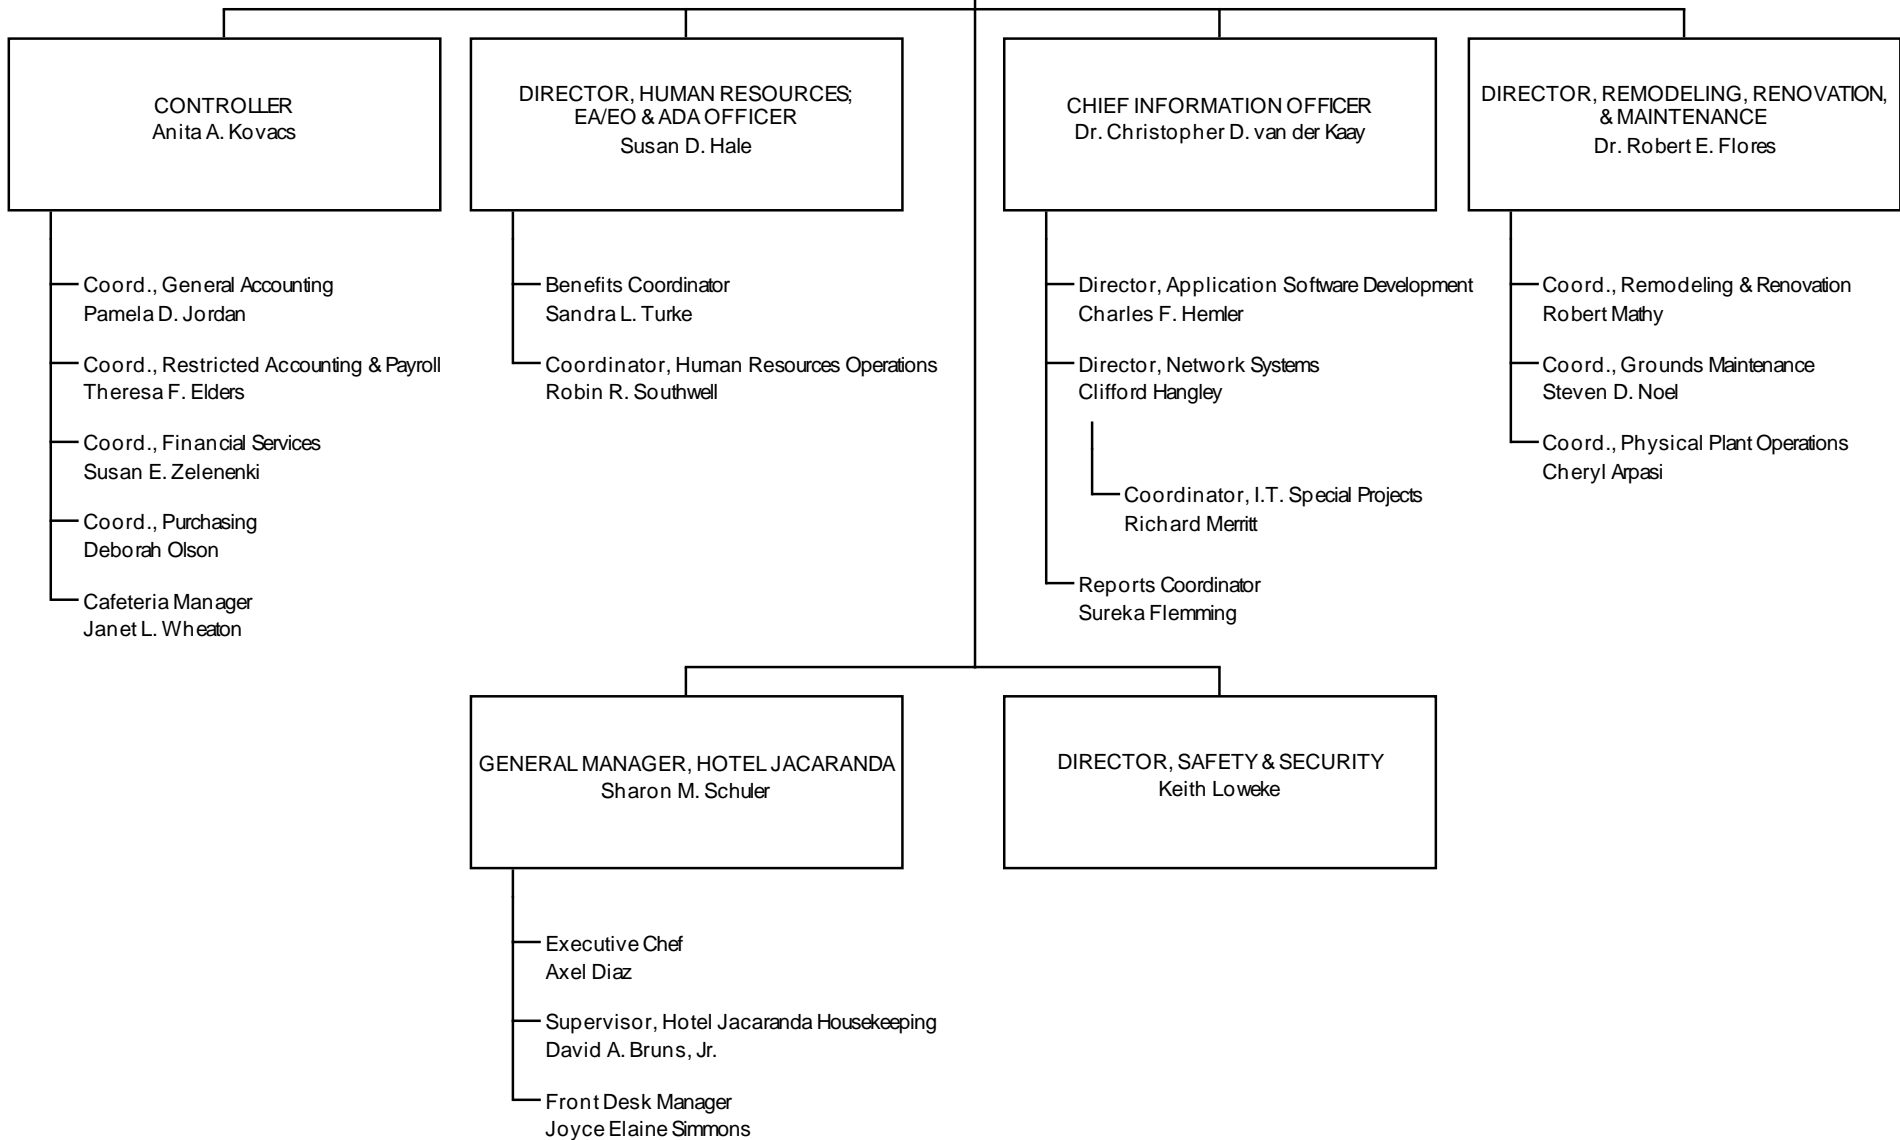 CONTROLLER
Anita A. Kovacs
Coord., General Accounting
Pamela D. Jordan
Coord., Restricted Accounting & Payroll
Theresa F. Elders
Coord., Financial Services
Susan E. Zelenenki
Coord., Purchasing
Deborah Olson
Cafeteria Manager
Janet L. Wheaton
DIRECTOR, HUMAN RESOURCES;
EA/EO & ADA OFFICER
Susan D. Hale
Benefits Coordinator
Sandra L. Turke
Coordinator, Human Resources Operations
Robin R. Southwell
CHIEF INFORMATION OFFICER
Dr. Christopher D. van der Kaay
Director, Application Software Development
Charles F. Hemler
Director, Network Systems
Clifford Hangley
Coordinator, I.T. Special Projects
Richard Merritt
Reports Coordinator
Sureka Flemming
DIRECTOR, REMODELING, RENOVATION,
& MAINTENANCE
Dr. Robert E. Flores
Coord., Remodeling & Renovation
Robert Mathy
Coord., Grounds Maintenance
Steven D. Noel
Coord., Physical Plant Operations
Cheryl Arpasi
GENERAL MANAGER, HOTEL JACARANDA
Sharon M. Schuler
Executive Chef
Axel Diaz
Supervisor, Hotel Jacaranda Housekeeping
David A. Bruns, Jr.
Front Desk Manager
Joyce Elaine Simmons
DIRECTOR, SAFETY & SECURITY
Keith Loweke